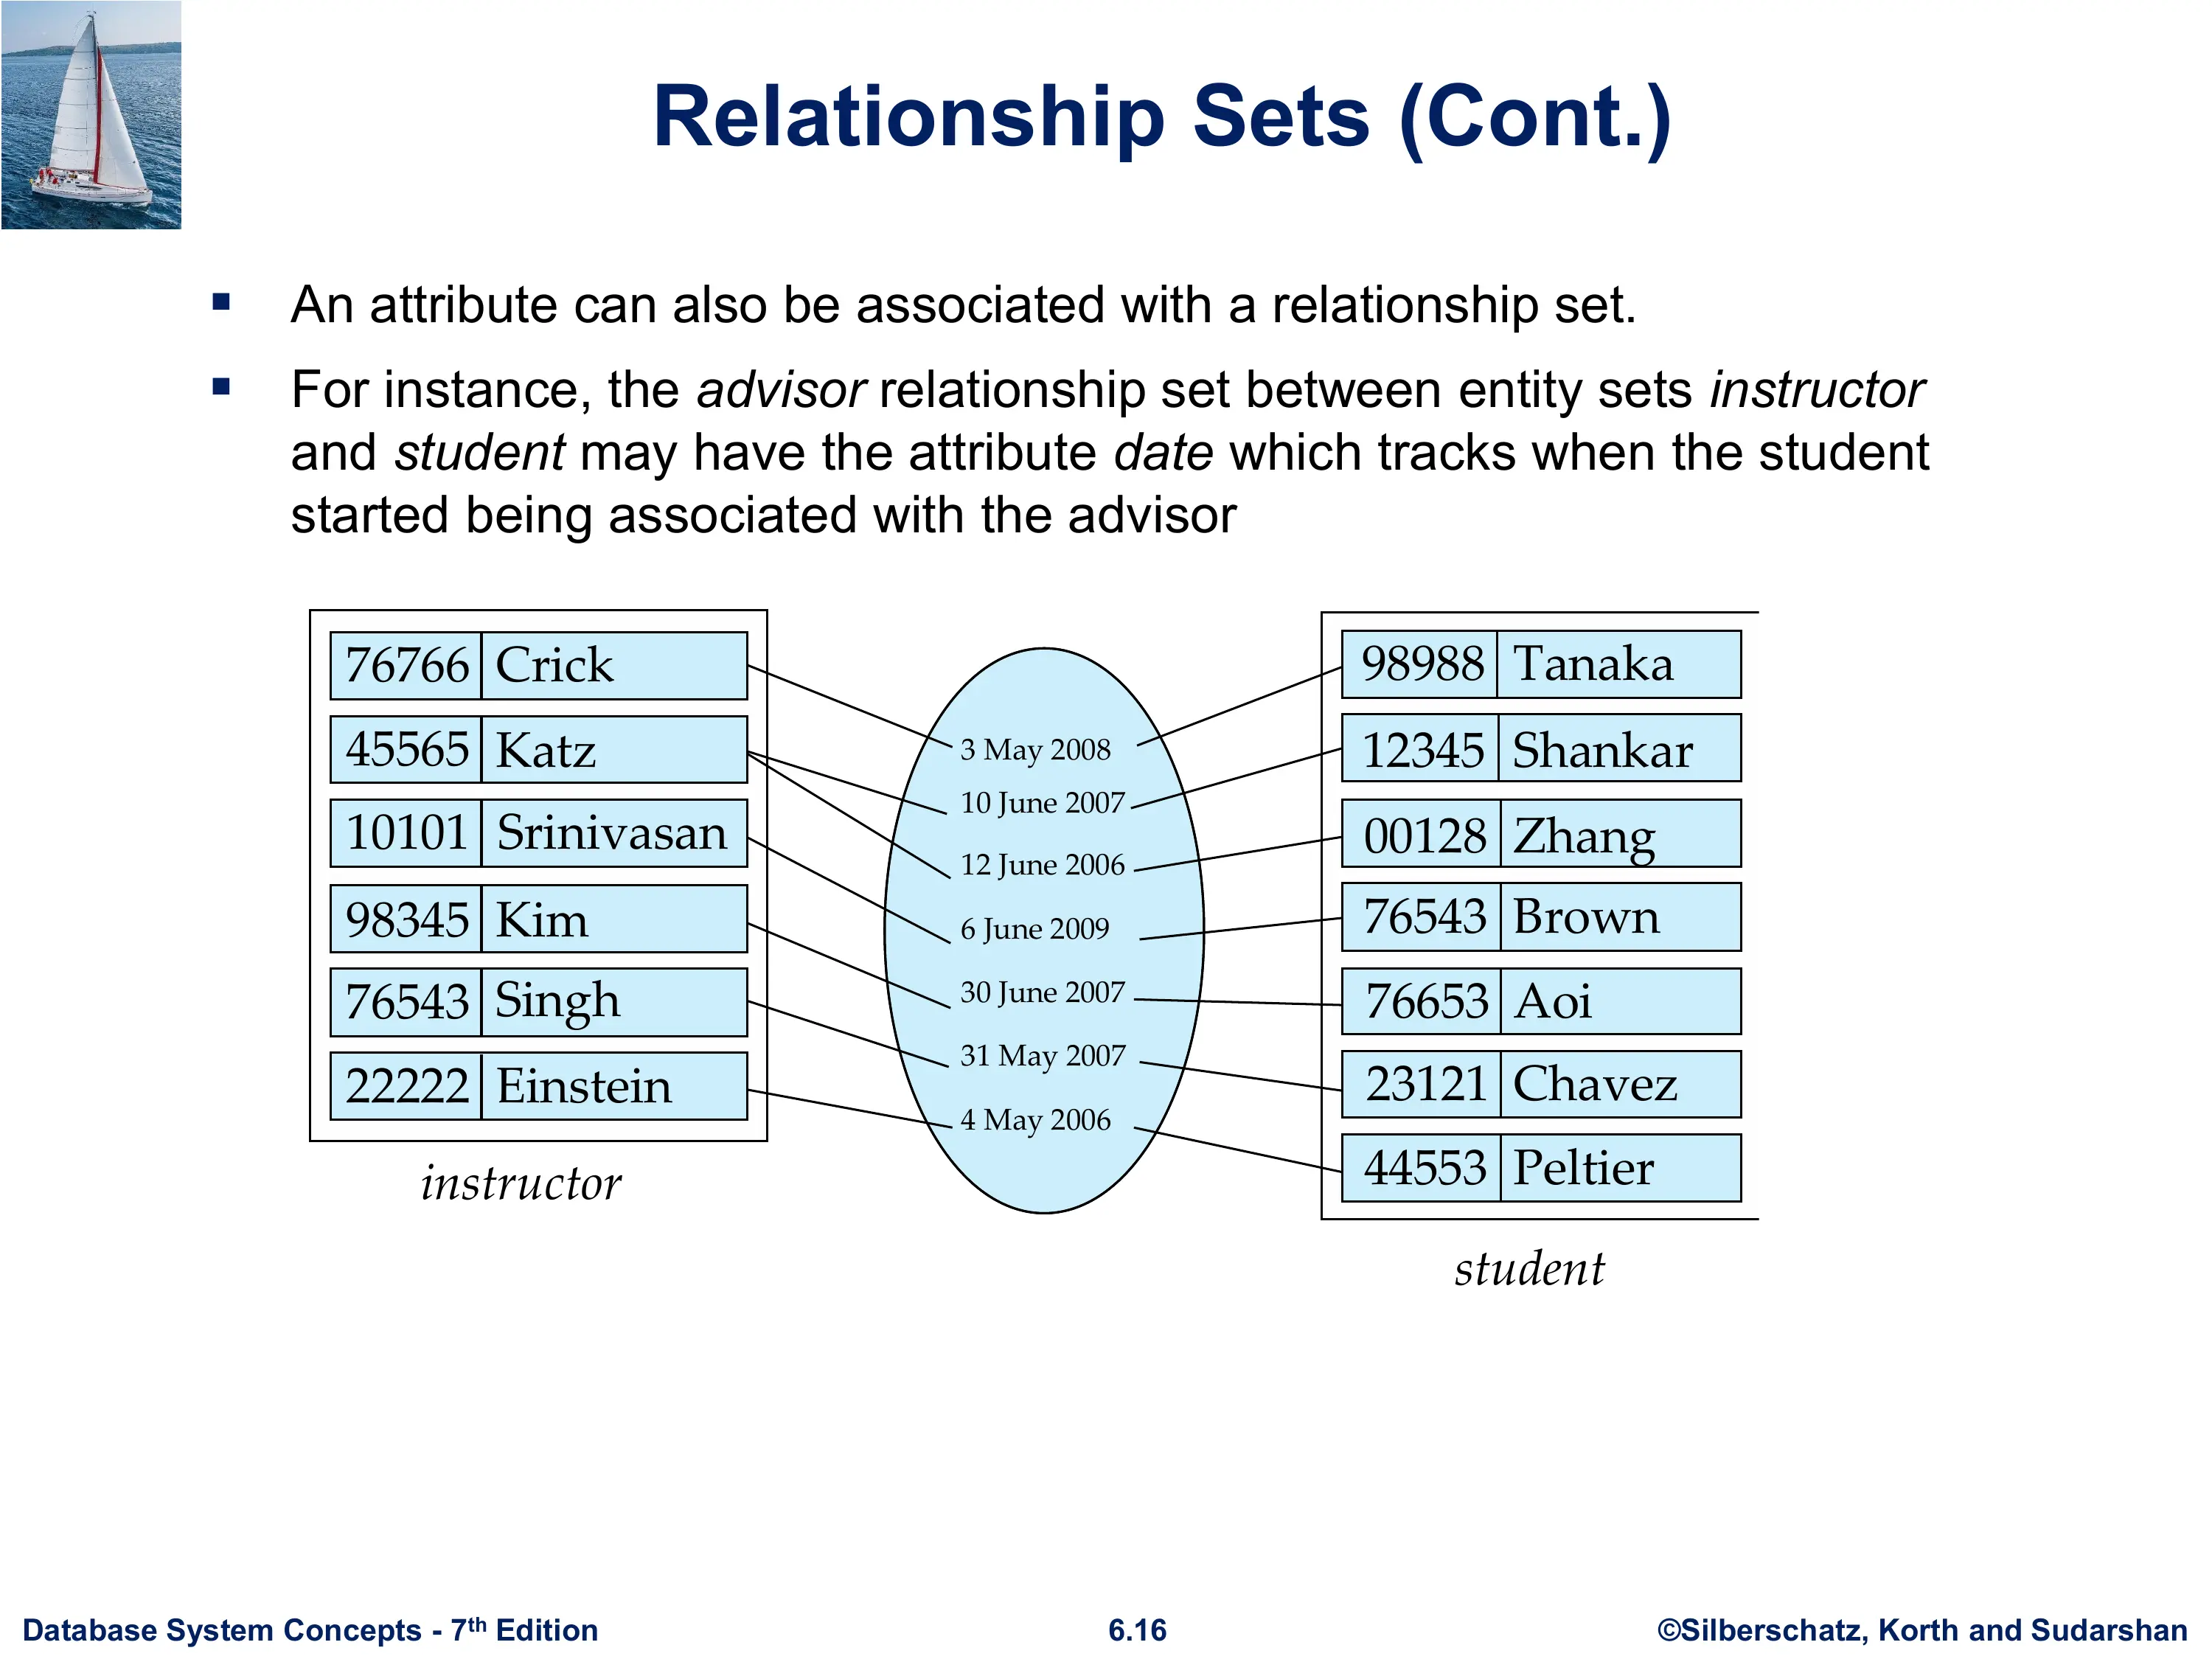 Relationship Sets (Cont.)
▪ An attribute can also be associated with a relationship set.
▪ For instance, the advisor relationship set between entity sets instructor
and student may have the attribute date which tracks when the student
started being associated with the advisor
76766 Crick
45565 Katz
10101 Srinivasan
98345 Kim
76543 Singh
22222 Einstein
instructor
3 May 2008
10 June 2007
12 June 2006
6 June 2009
30 June 2007
31 May 2007
4 May 2006
98988 Tanaka
12345 Shankar
00128 Zhang
76543 Brown
76653 Aoi
23121 Chavez
44553 Peltier
student
Database System Concepts - 7th Edition
6.16
©Silberschatz, Korth and Sudarshan